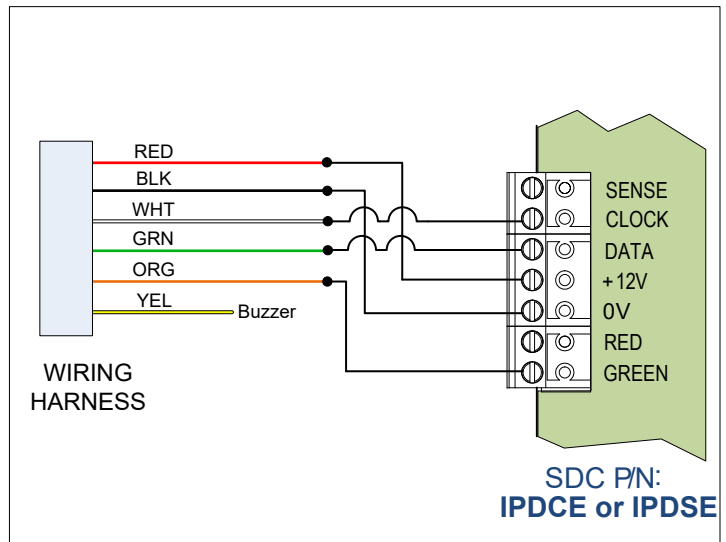 RED
BLK
WHT
GRN
ORG
YEL
Buzzer
WIRING
HARNESS
SENSE
CLOCK
DATA
+12V
0V
RED
GREEN
SDC P/N:
IPDCE or IPDSE